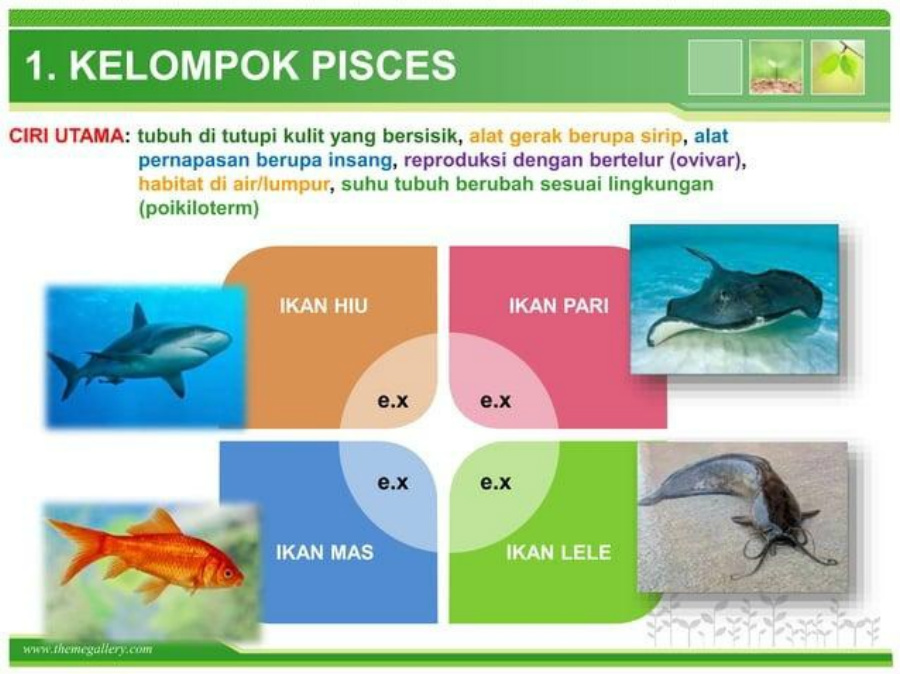 1. KELOMPOK PISCES
CIRI UTAMA: tubuh di tutupi kulit yang bersisik, alat gerak berupa sirip, alat
pernapasan berupa insang, reproduksi dengan bertelur (ovivar),
habitat di air/lumpur, suhu tubuh berubah sesuai lingkungan
(poikiloterm)
IKAN HIU
IKAN PARI
e.x
e.x
e.x
e.x
IKAN MAS
IKAN LELE
www.themegallery.com